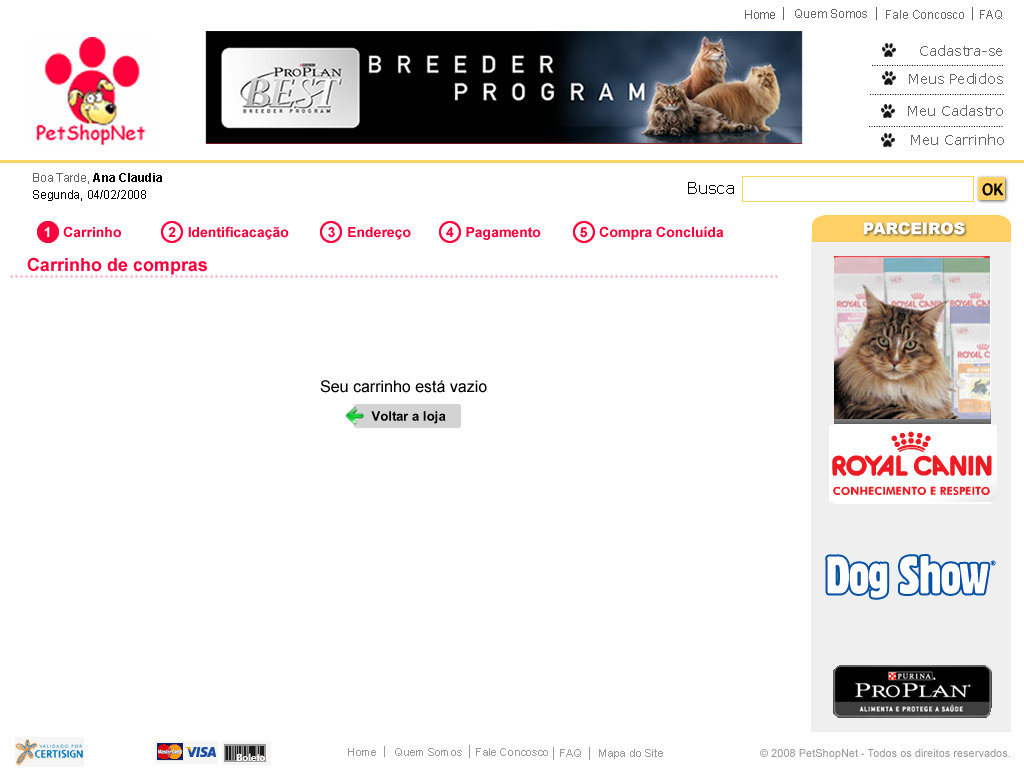 Home | Quem Somos | Fale Concosco | FAQ
PetShopNet
PROPLAN
BEST
BREEDER PROGRAM
BREEDER
PROGRAM
Cadastra-se
Meus Pedidos
Meu Cadastro
Meu Carrinho
Boa Tarde, Ana Claudia
Segunda, 04/02/2008
Busca OK
1 Carrinho 2 Identificacação 3 Endereço 4 Pagamento 5 Compra Concluída
Carrinho de compras
Seu carrinho está vazio
Voltar a loja
PARCEIROS
ROYAL CANIN
ROYAL CANIN
CONHECIMENTO E RESPEITO
Dog Show®
PURINA
PROPLAN
ALIMENTA E PROTEGE A SAÚDE
VALIDADO POR
CERTISIGN
MasterCard VISA Boleto
Home | Quem Somos | Fale Concosco | FAQ | Mapa do Site
© 2008 PetShopNet - Todos os direitos reservados.